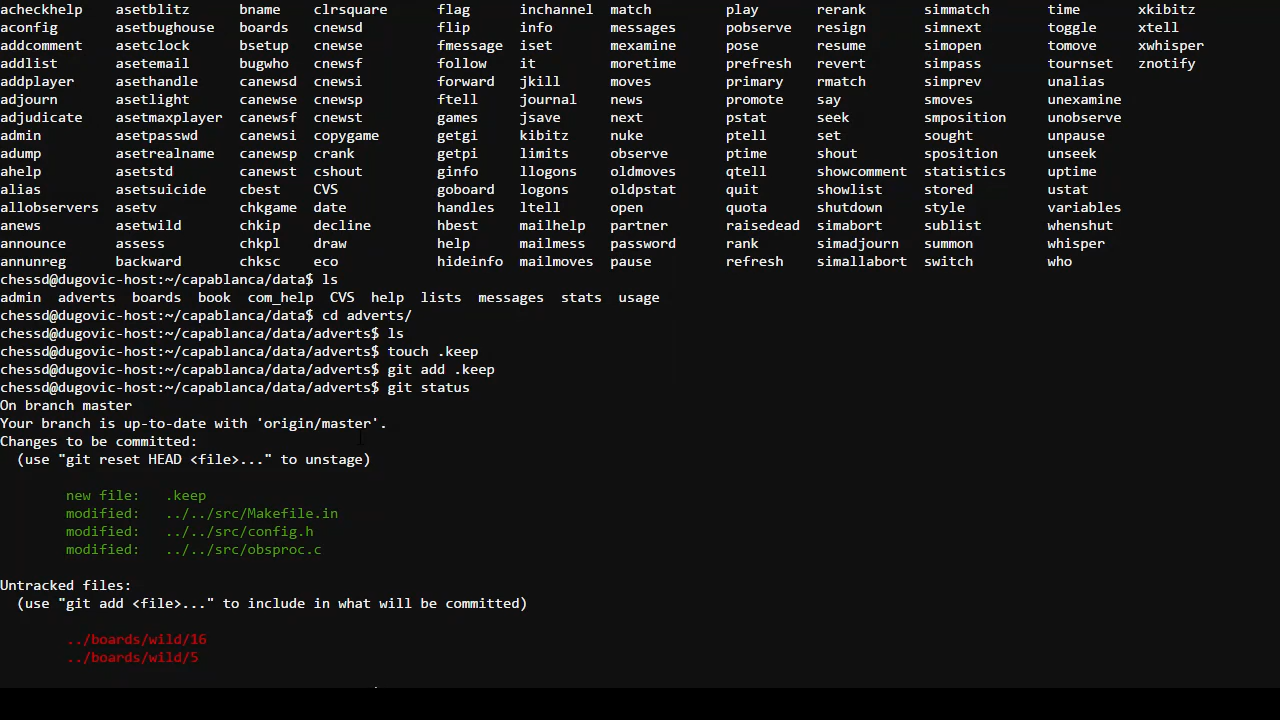 acheckhelp asetblitz bname clrsquare flag inchannel match play rerank simmatch time xkibitz
aconfig asetbughouse boards cnewsd flip info messages pobserve resign simnext toggle xtell
addcomment asetclock bsetup cnewse fmessage iset mexamine pose resume simopen tomove xwhisper
addlist asetemail bugwho cnewsf follow it moretime prefresh revert simpass tournset znotify
addplayer asethandle canewsd cnewsi forward jkill moves primary rmatch simprev unalias
adjourn asetlight canewse cnewsp ftell journal news promote say smoves unexamine
adjudicate asetmaxplayer canewsf cnewst games jsave next pstat seek smposition unobserve
admin asetpasswd canewsi copygame getgi kibitz nuke ptell set sought unpause
adump asetrealname canewsp crank getpi limits observe ptime shout sposition unseek
ahelp asetstd canewst cshout ginfo llogons oldmoves qtell showcomment statistics uptime
alias asetsuicide cbest CVS goboard logons oldpstat quit showlist stored ustat
allobservers asetv chkgame date handles ltell open quota shutdown style variables
anews asetwild chkip decline hbest mailhelp partner raisedead simabort sublist whenshut
announce assess chkpl draw help mailmess password rank simadjourn summon whisper
annunreg backward chksc eco hideinfo mailmoves pause refresh simallabort switch who
chessd@dugovic-host:~/capablanca/data$ ls
admin adverts boards book com_help CVS help lists messages stats usage
chessd@dugovic-host:~/capablanca/data$ cd adverts/
chessd@dugovic-host:~/capablanca/data/adverts$ ls
chessd@dugovic-host:~/capablanca/data/adverts$ touch .keep
chessd@dugovic-host:~/capablanca/data/adverts$ git add .keep
chessd@dugovic-host:~/capablanca/data/adverts$ git status
On branch master
Your branch is up-to-date with 'origin/master'.
Changes to be committed:
(use "git reset HEAD <file>..." to unstage)
new file: .keep
modified: ../../src/Makefile.in
modified: ../../src/config.h
modified: ../../src/obsproc.c
Untracked files:
(use "git add <file>..." to include in what will be committed)
../boards/wild/16
../boards/wild/5